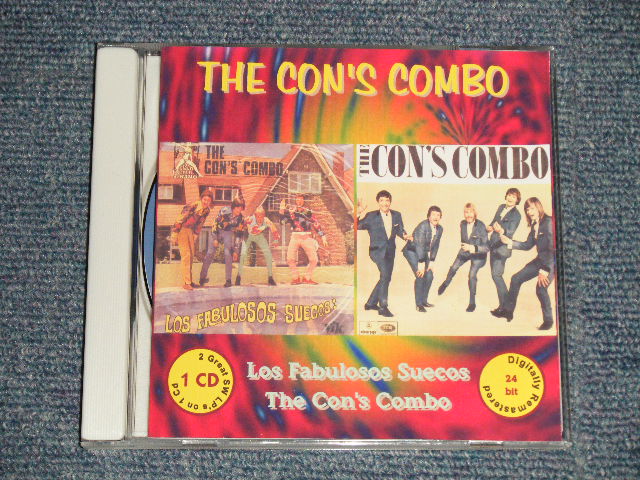 THE CON'S COMBO
THE
CON'S COMBO
LOS FABULOSOS SUECOS
THE CON'S COMBO
2 Great SW LP's on 1 Cd
1 CD
Los Fabulosos Suecos
The Con's Combo
Digitally Remastered
24
bit